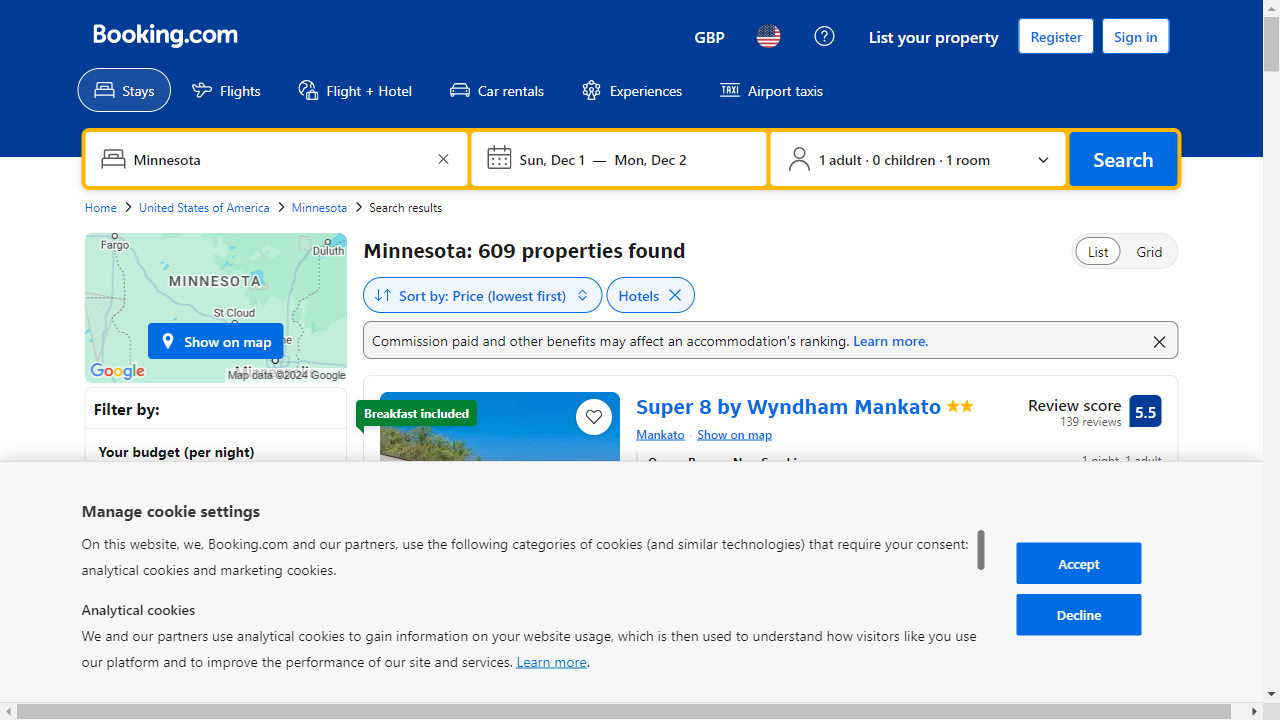 Booking.com
GBP
List your property
Register
Sign in
Stays
Flights
Flight + Hotel
Car rentals
Experiences
Airport taxis
Minnesota
Sun, Dec 1 — Mon, Dec 2
1 adult · 0 children · 1 room
Search
Home > United States of America > Minnesota > Search results
Fargo
Duluth
MINNESOTA
St Cloud
Show on map
Google
Map data ©2024 Google
Minnesota: 609 properties found
List
Grid
Sort by: Price (lowest first)
Hotels
Commission paid and other benefits may affect an accommodation's ranking. Learn more.
Filter by:
Your budget (per night)
Breakfast included
Super 8 by Wyndham Mankato
Mankato
Show on map
Review score
139 reviews
5.5
1 night, 1 adult
Manage cookie settings
On this website, we, Booking.com and our partners, use the following categories of cookies (and similar technologies) that require your consent:
analytical cookies and marketing cookies.
Analytical cookies
We and our partners use analytical cookies to gain information on your website usage, which is then used to understand how visitors like you use
our platform and to improve the performance of our site and services. Learn more.
Accept
Decline